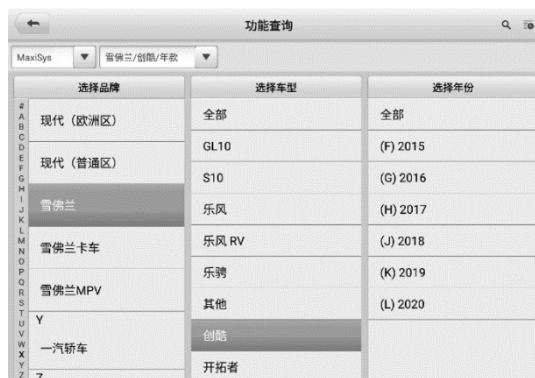 功能查询
MaxiSys
雪佛兰/创酷/年款
选择品牌
#
A
B
C
D
E
F
G
H
I
J
K
L
M
N
O
P
Q
R
S
T
U
V
W
X
Y
Z
现代（欧洲区）
现代（普通区）
雪佛兰
雪佛兰卡车
雪佛兰MPV
Y
一汽轿车
Z
选择车型
全部
GL10
S10
乐风
乐风 RV
乐骋
其他
创酷
开拓者
选择年份
全部
(F) 2015
(G) 2016
(H) 2017
(J) 2018
(K) 2019
(L) 2020